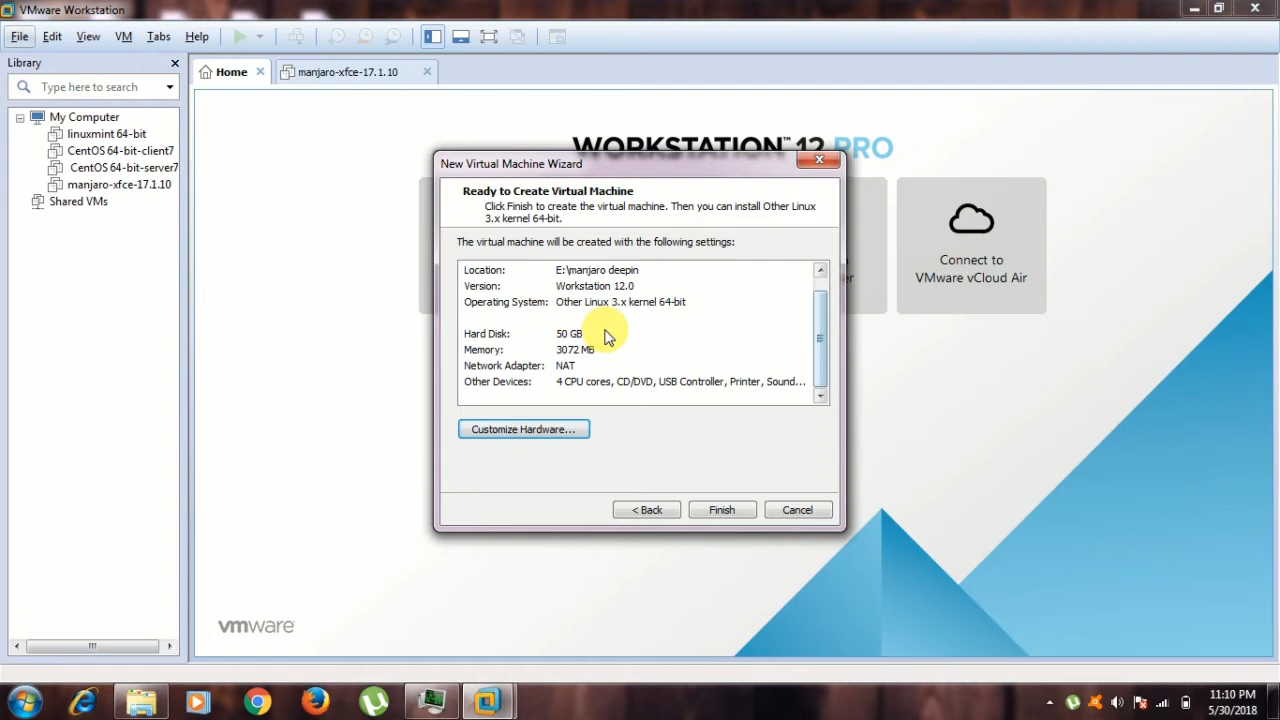 VMware Workstation
File Edit View VM Tabs Help
Library
Type here to search
My Computer
linuxmint 64-bit
CentOS 64-bit-client7
CentOS 64-bit-server7
manjaro-xfce-17.1.10
Shared VMs
Home
manjaro-xfce-17.1.10
WORKSTATION™ 12 PRO
New Virtual Machine Wizard
Ready to Create Virtual Machine
Click Finish to create the virtual machine. Then you can install Other Linux
3.x kernel 64-bit.
The virtual machine will be created with the following settings:
Location: E:\manjaro deepin
Version: Workstation 12.0
Operating System: Other Linux 3.x kernel 64-bit
Hard Disk: 50 GB
Memory: 3072 MB
Network Adapter: NAT
Other Devices: 4 CPU cores, CD/DVD, USB Controller, Printer, Sound...
Customize Hardware...
< Back Finish Cancel
Connect to
VMware vCloud Air
vmware
11:10 PM
5/30/2018